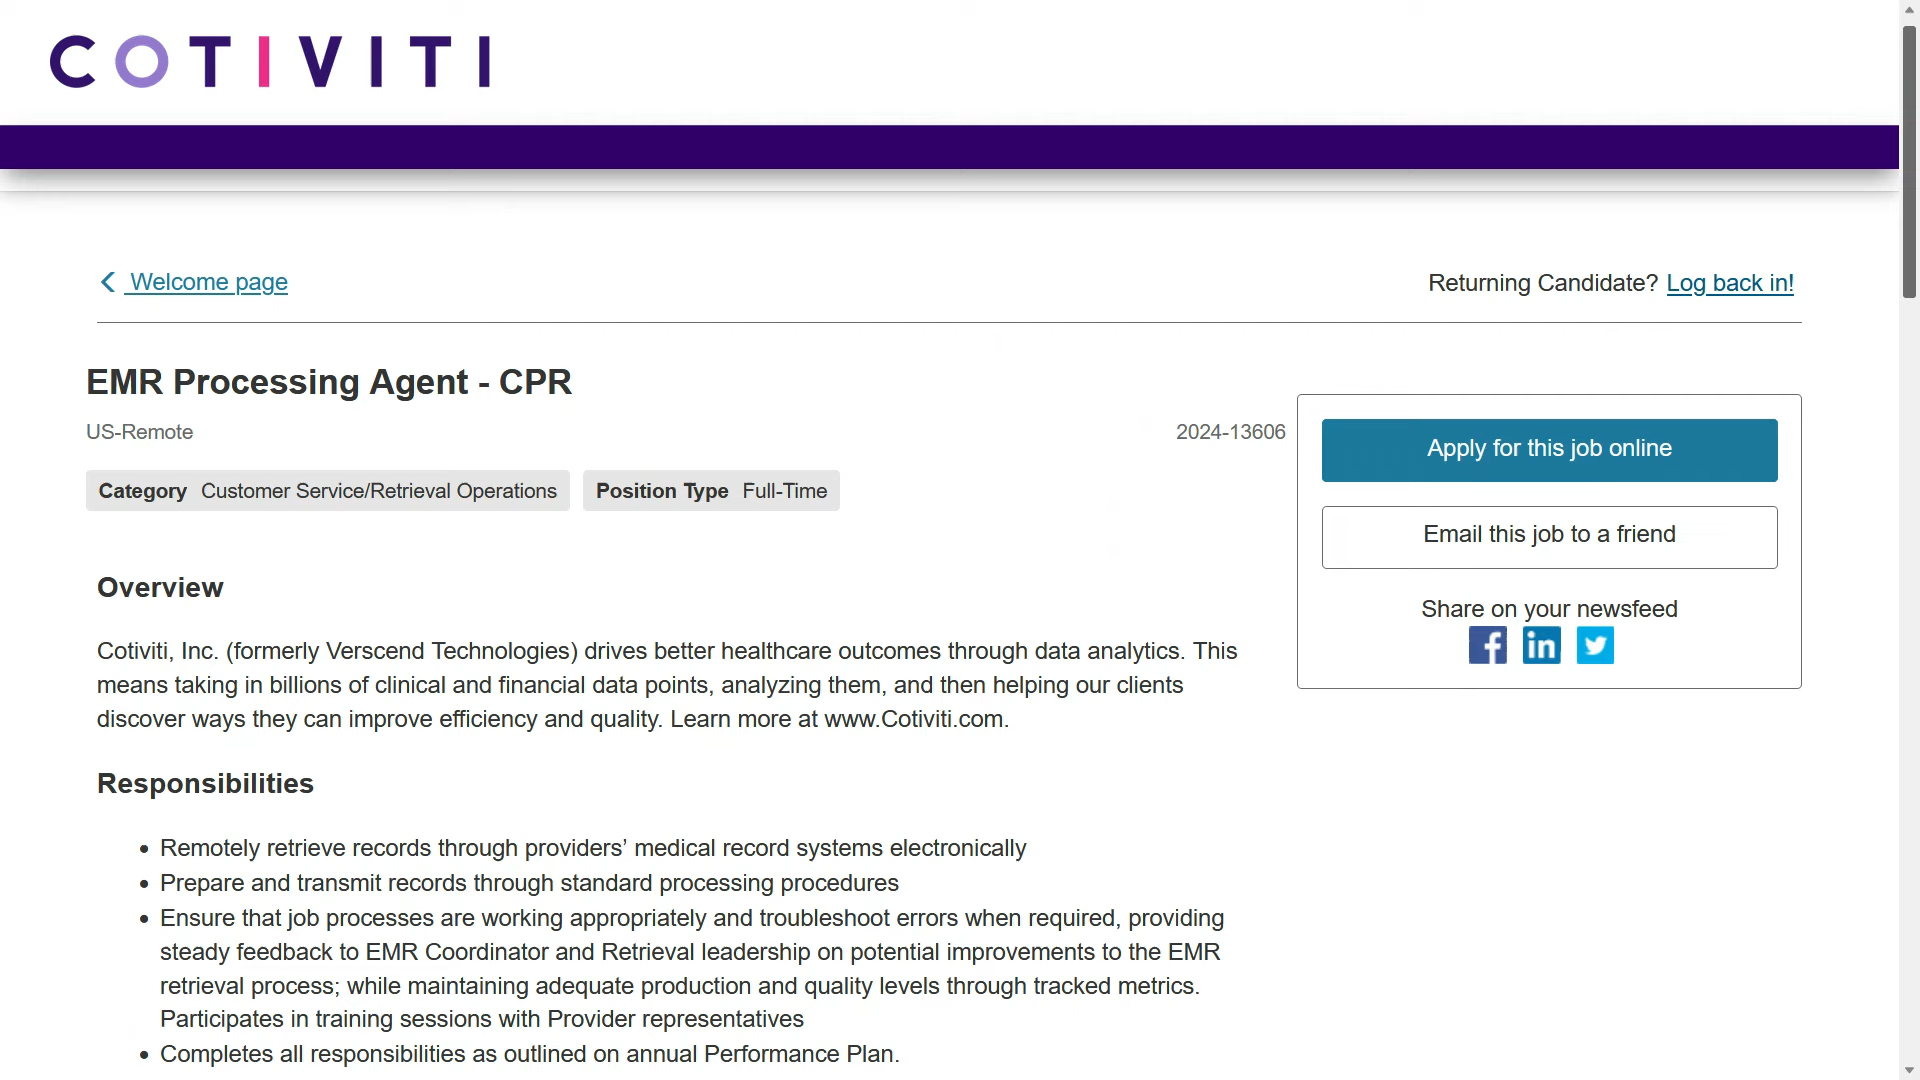 COTIVITI
Welcome page
Returning Candidate? Log back in!
EMR Processing Agent - CPR
US-Remote
2024-13606
Category Customer Service/Retrieval Operations
Position Type Full-Time
Apply for this job online
Email this job to a friend
Share on your newsfeed
f in
Overview
Cotiviti, Inc. (formerly Verscend Technologies) drives better healthcare outcomes through data analytics. This
means taking in billions of clinical and financial data points, analyzing them, and then helping our clients
discover ways they can improve efficiency and quality. Learn more at www.Cotiviti.com.
Responsibilities
• Remotely retrieve records through providers’ medical record systems electronically
• Prepare and transmit records through standard processing procedures
• Ensure that job processes are working appropriately and troubleshoot errors when required, providing
steady feedback to EMR Coordinator and Retrieval leadership on potential improvements to the EMR
retrieval process; while maintaining adequate production and quality levels through tracked metrics.
Participates in training sessions with Provider representatives
• Completes all responsibilities as outlined on annual Performance Plan.